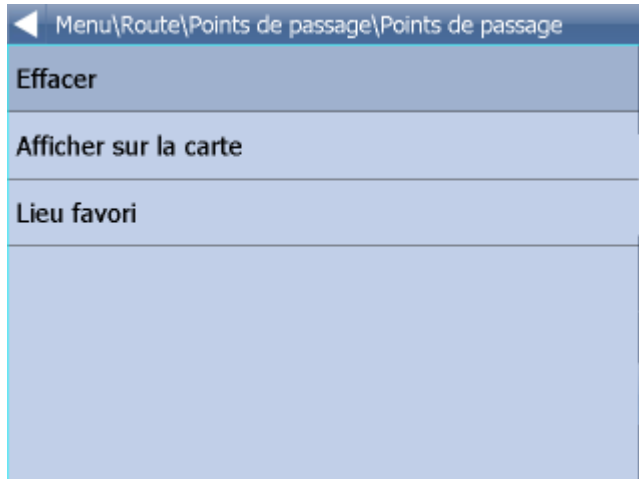 Menu\Route\Points de passage\Points de passage
Effacer
Afficher sur la carte
Lieu favori